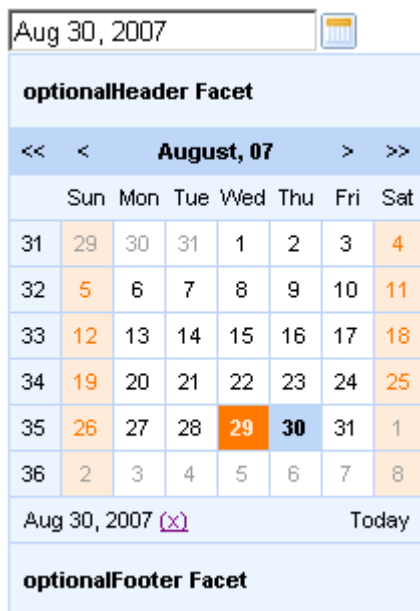 Aug 30, 2007
optionalHeader Facet
<< < August, 07 > >>
Sun Mon Tue Wed Thu Fri Sat
31 29 30 31 1 2 3 4
32 5 6 7 8 9 10 11
33 12 13 14 15 16 17 18
34 19 20 21 22 23 24 25
35 26 27 28 29 30 31 1
36 2 3 4 5 6 7 8
Aug 30, 2007 (x) Today
optionalFooter Facet